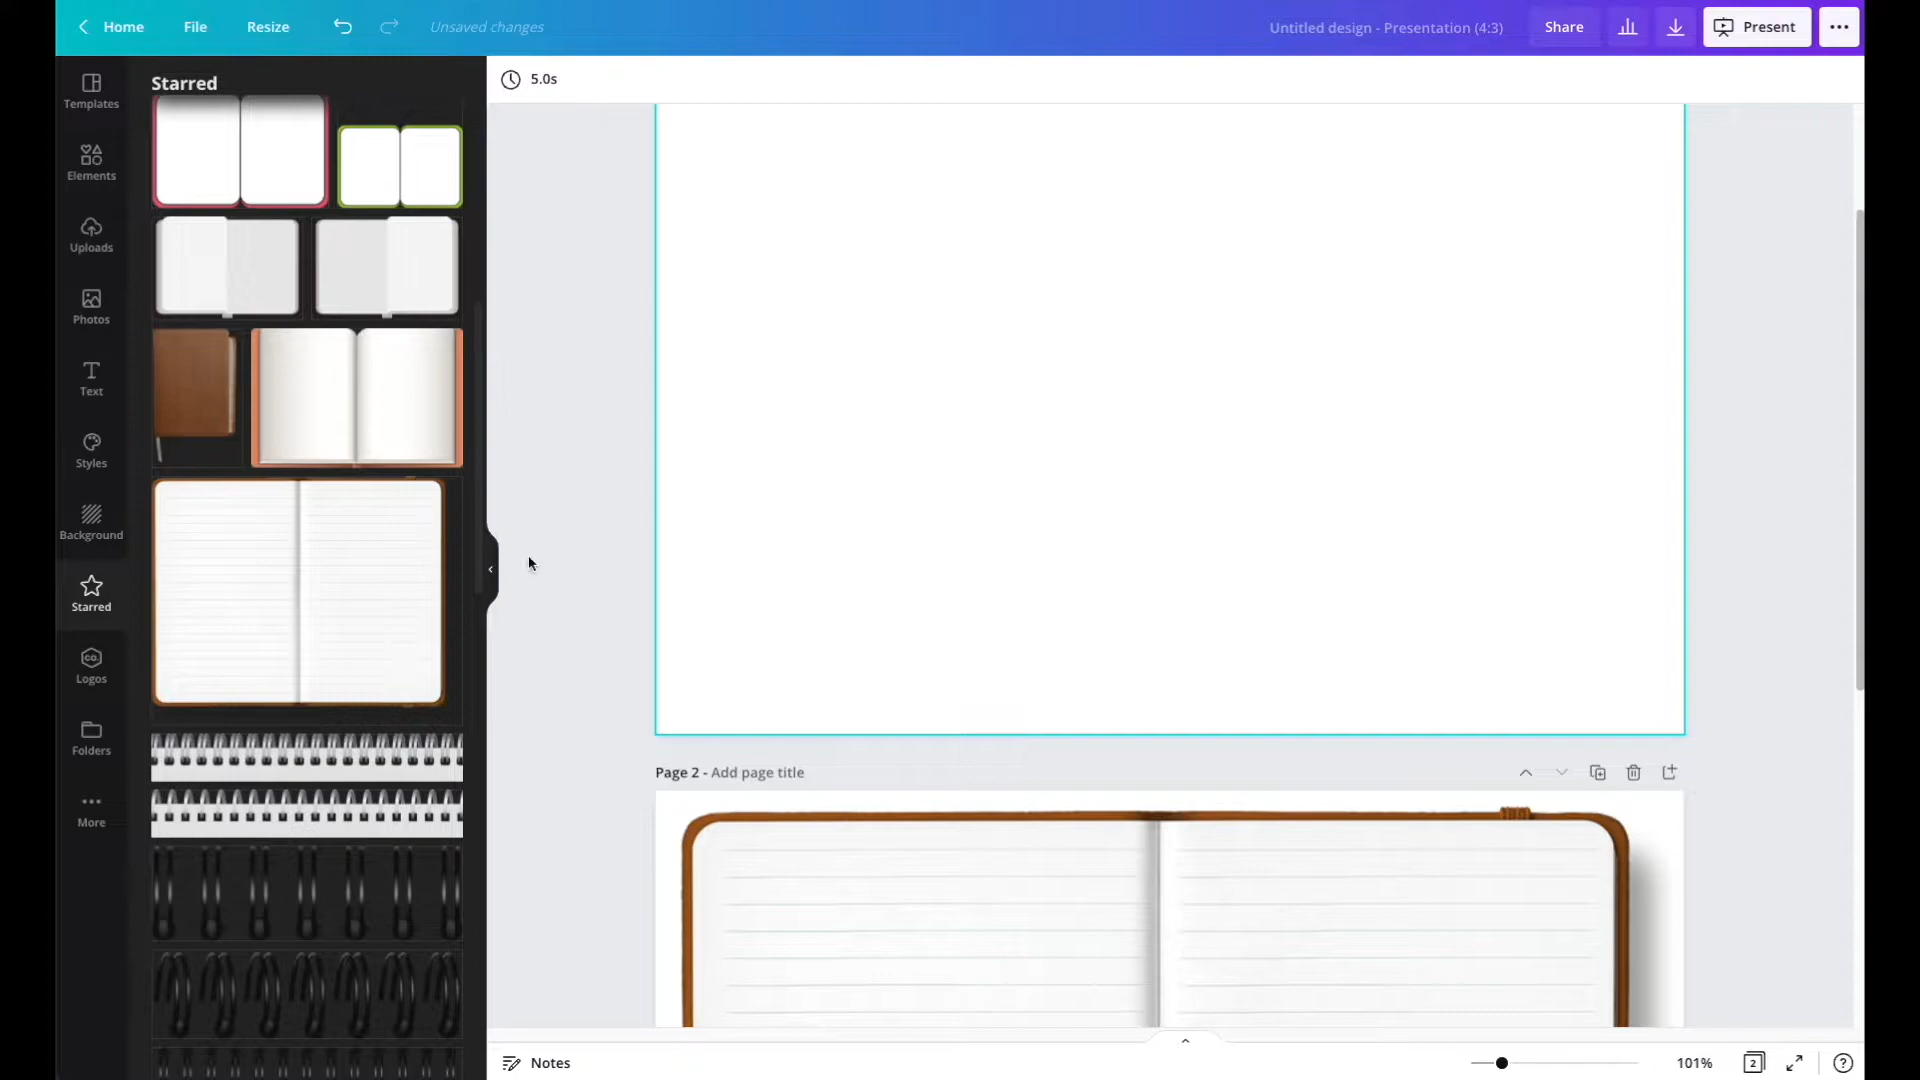 Home File Resize Unsaved changes Untitled design - Presentation (4:3) Share Present
Templates
Elements
Uploads
Photos
Text
Styles
Background
Starred
CO.
Logos
Folders
More
Starred
5.0s
Page 2 - Add page title
Notes 101% 2 ?